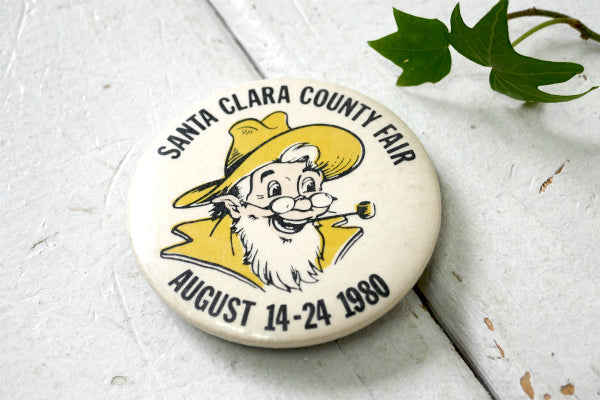 SANTA CLARA COUNTY FAIR
AUGUST 14-24 1980